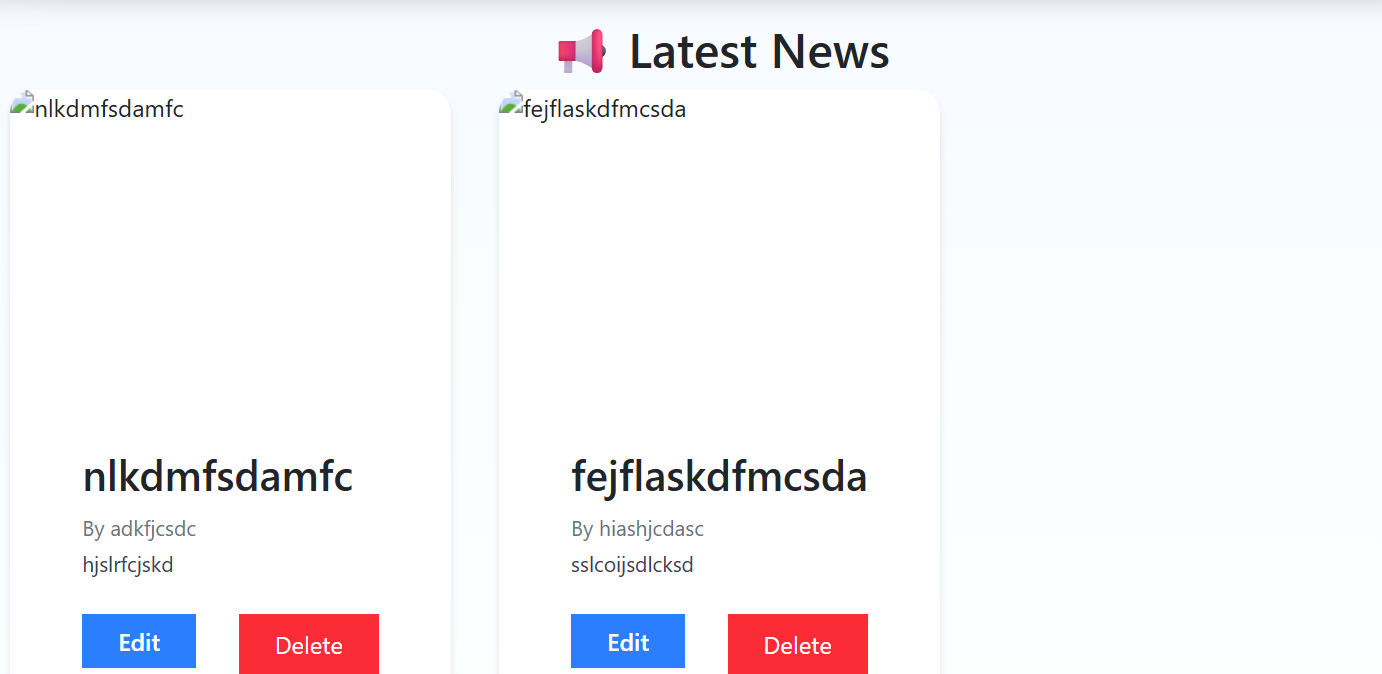 Latest News
nlkdmfsdamfc
nlkdmfsdamfc
By adkfjcsdc
hjslrfcjskd
Edit Delete
fejflaskdfmcsda
fejflaskdfmcsda
By hiashjcdasc
sslcoijsdlcksd
Edit Delete